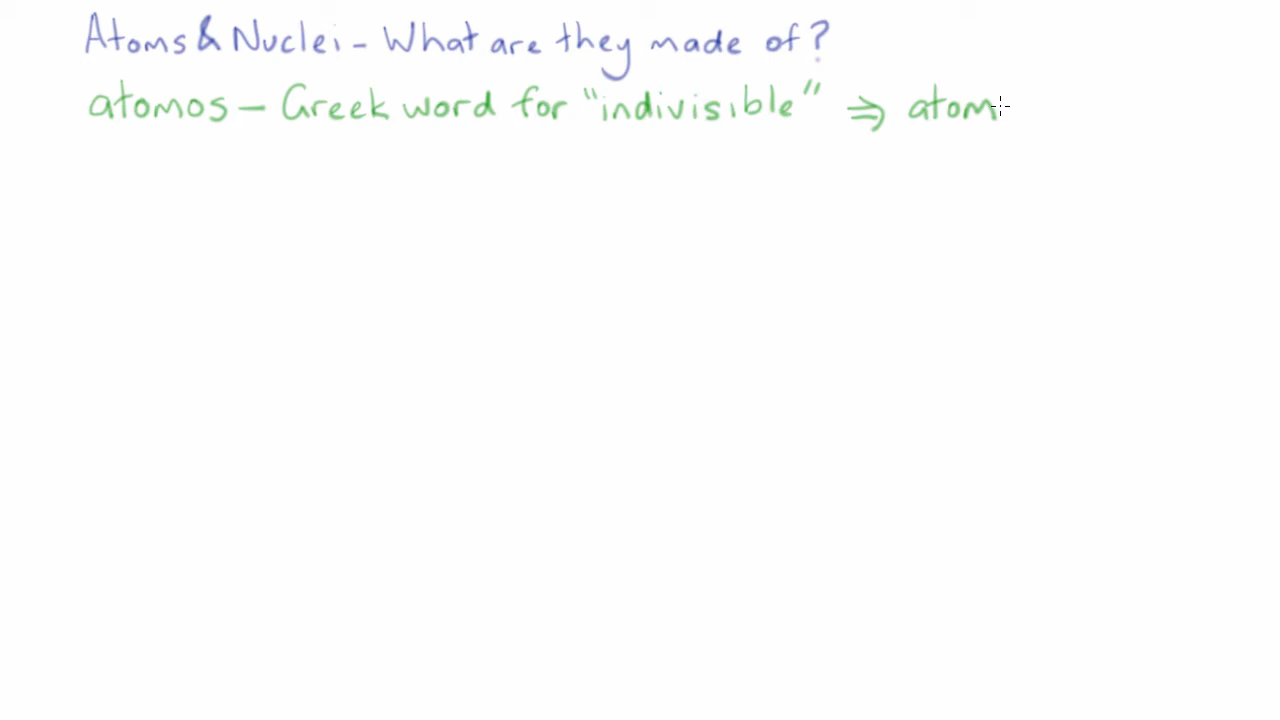 Atoms & Nuclei - What are they made of?
atomos — Greek word for "indivisible" ⇒ atom